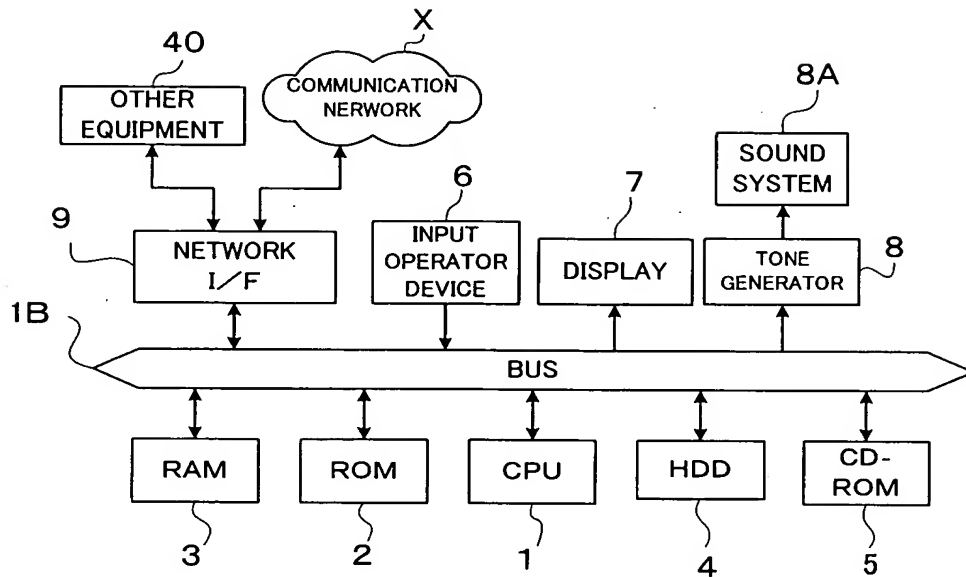 X
40
COMMUNICATION
NERWORK
8A
OTHER
EQUIPMENT
SOUND
SYSTEM
6
7
9
NETWORK
I/F
INPUT
OPERATOR
DEVICE
DISPLAY
TONE
GENERATOR
8
1B
BUS
RAM
ROM
CPU
HDD
CD-
ROM
3
2
1
4
5